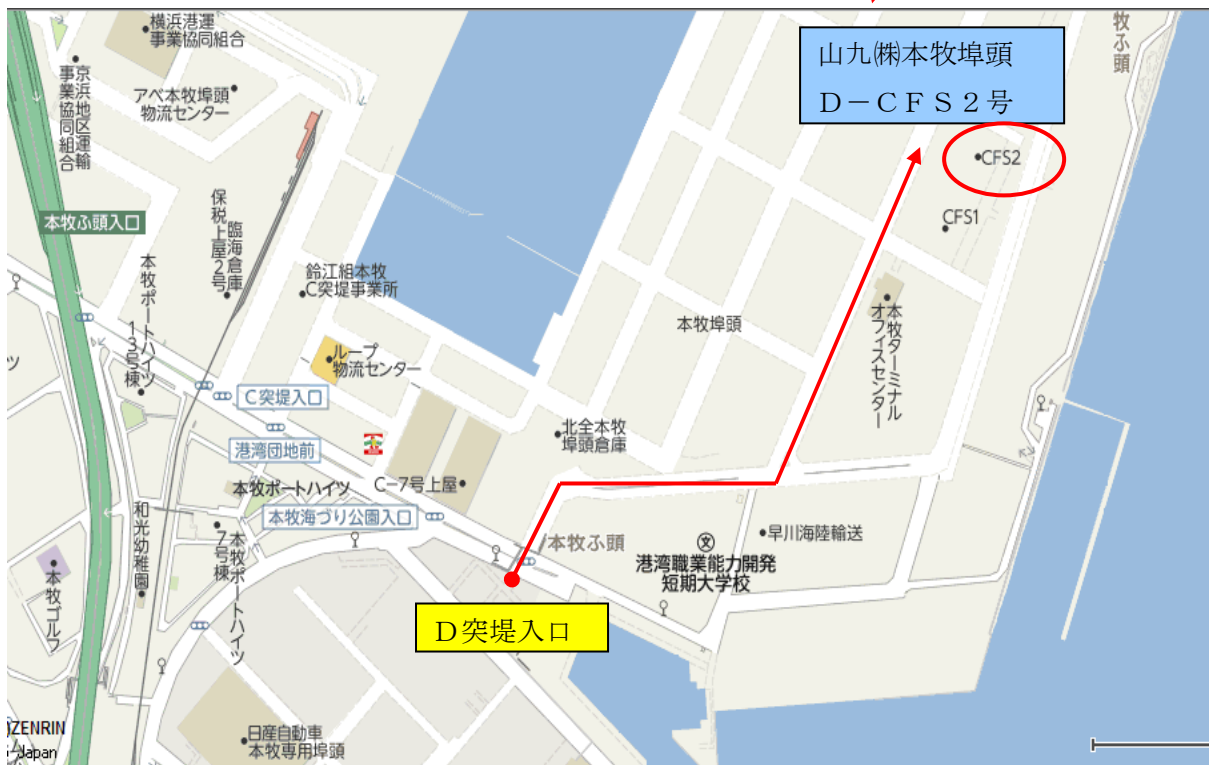 横浜港運
事業協同組合
京浜地区運輸
事業協同組合
アペ本牧埠頭
物流センター
本牧ふ頭入口
臨海倉庫
保税上屋2号
本牧ポートハイツ
13号棟
鈴江組本牧
C突堤事業所
ループ
物流センター
C突堤入口
港湾団地前
本牧ポートハイツ
C-7号上屋
本牧海づり公園入口
北全本牧
埠頭倉庫
本牧埠頭
山九㈱本牧埠頭
D-CFS2号
牧ふ頭
CFS2
CFS1
本牧ターミナル
オフィスセンター
本牧ふ頭
港湾職業能力開発
短期大学校
文
早川海陸輸送
D突堤入口
和光幼稚園
本牧ポートハイツ
7号棟
本牧ゴルフ
日産自動車
本牧専用埠頭
ZENRIN
Japan
ツ